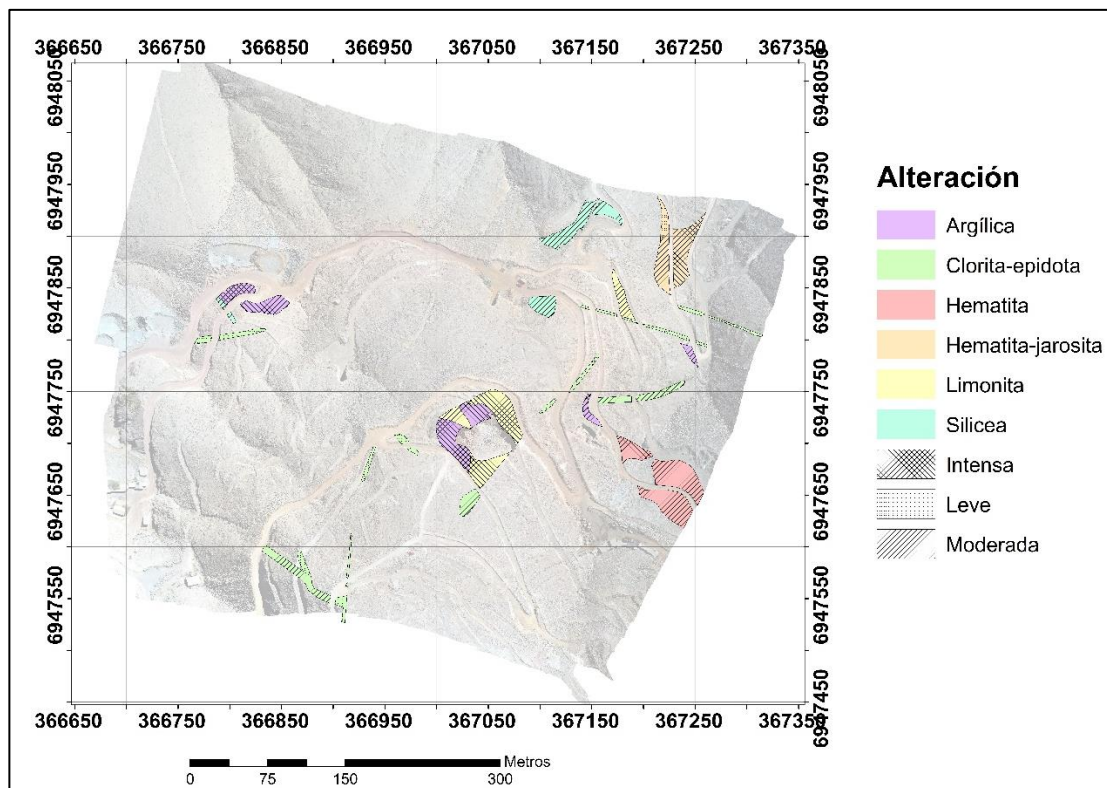 366650 366750 366850 366950 367050 367150 367250 367350
6948050
6947950
6947850
6947750
6947650
6947550
6947450
6948050
6947950
6947850
6947750
6947650
6947550
6947450
366650 366750 366850 366950 367050 367150 367250 367350
Metros
0 75 150 300
Alteración
Argílica
Clorita-epidota
Hematita
Hematita-jarosita
Limonita
Silicea
Intensa
Leve
Moderada